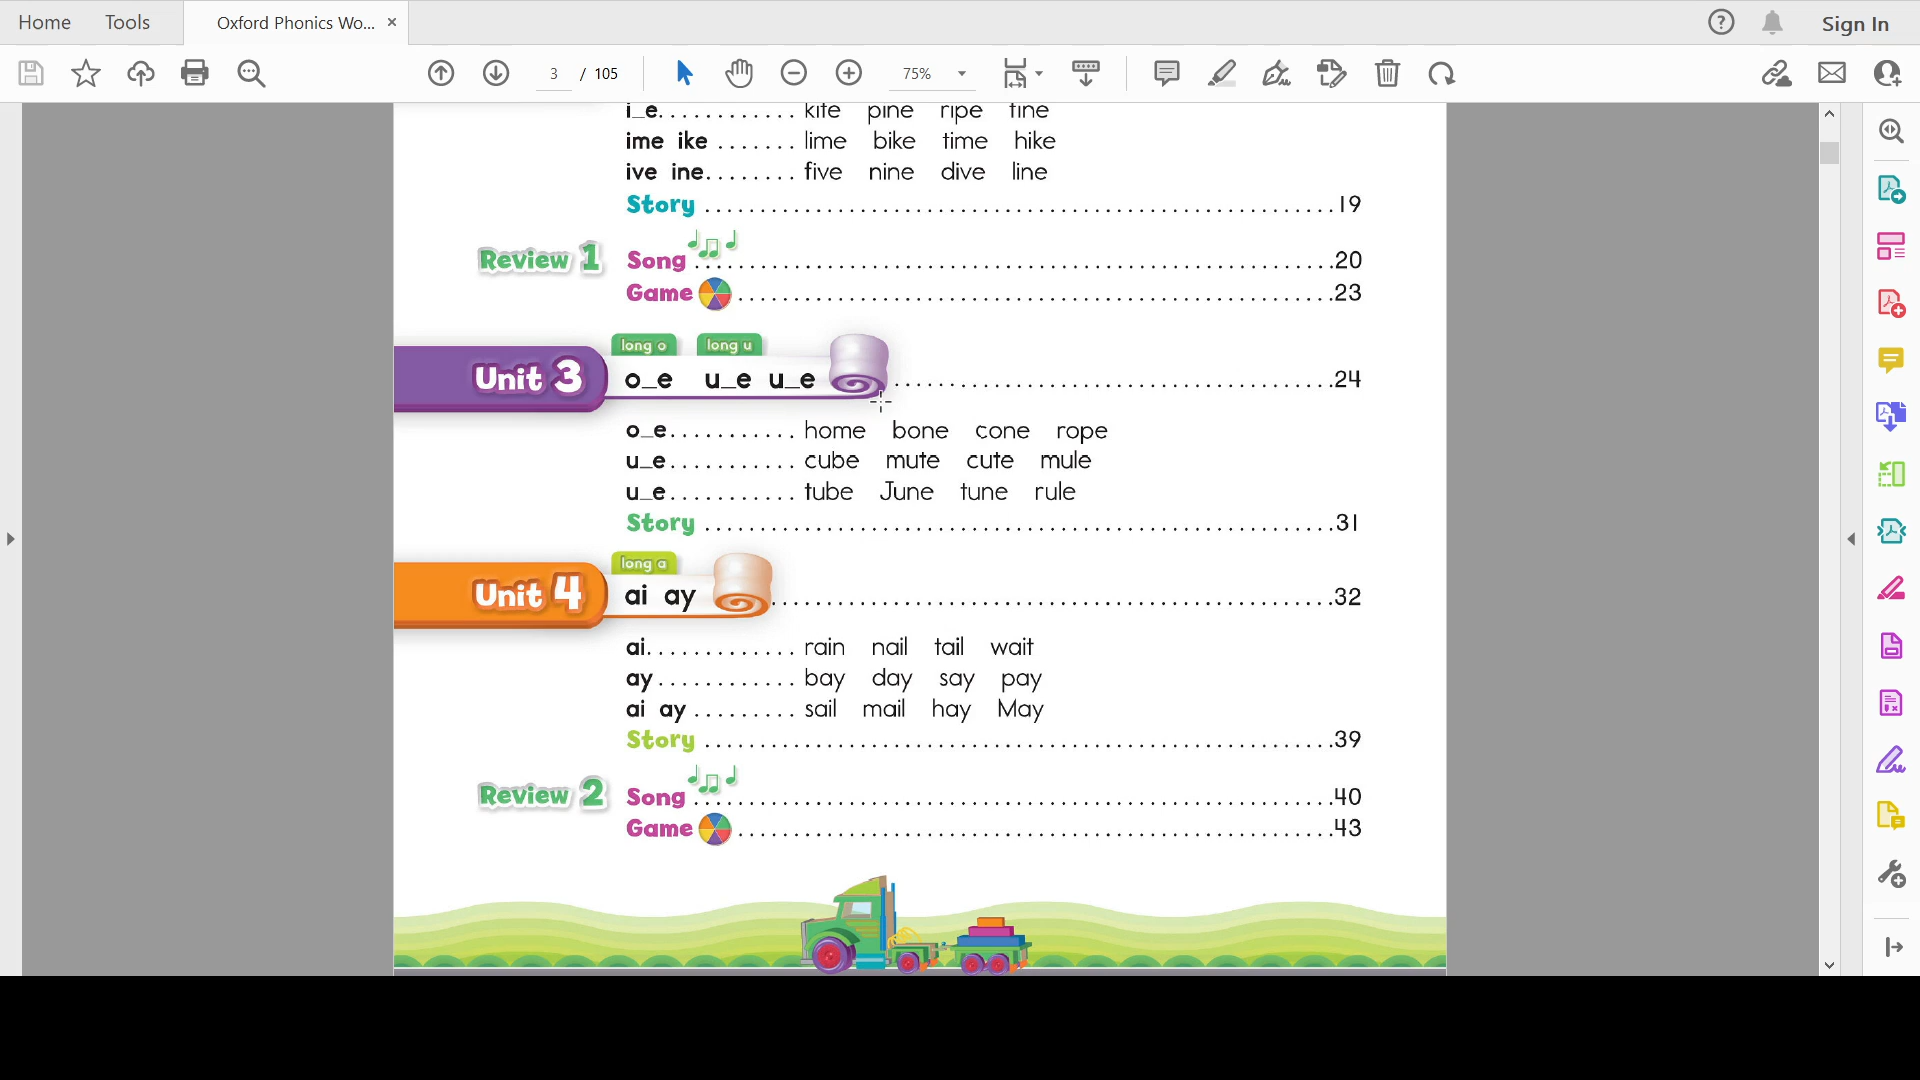 Home Tools Oxford Phonics Wo... × ? Sign In
3 / 105 75%
i_e............ kite pine ripe fine
ime ike ....... lime bike time hike
ive ine........ five nine dive line
Story ..........................................................19
Review 1 Song ..........................................................20
Game ......................................................23
long o long u
Unit 3 o_e u_e u_e ........................................24
o_e............ home bone cone rope
u_e............ cube mute cute mule
u_e............ tube June tune rule
Story ..........................................................31
long a
Unit 4 ai ay ...................................................32
ai.............. rain nail tail wait
ay ............. bay day say pay
ai ay .......... sail mail hay May
Story ..........................................................39
Review 2 Song ..........................................................40
Game ......................................................43